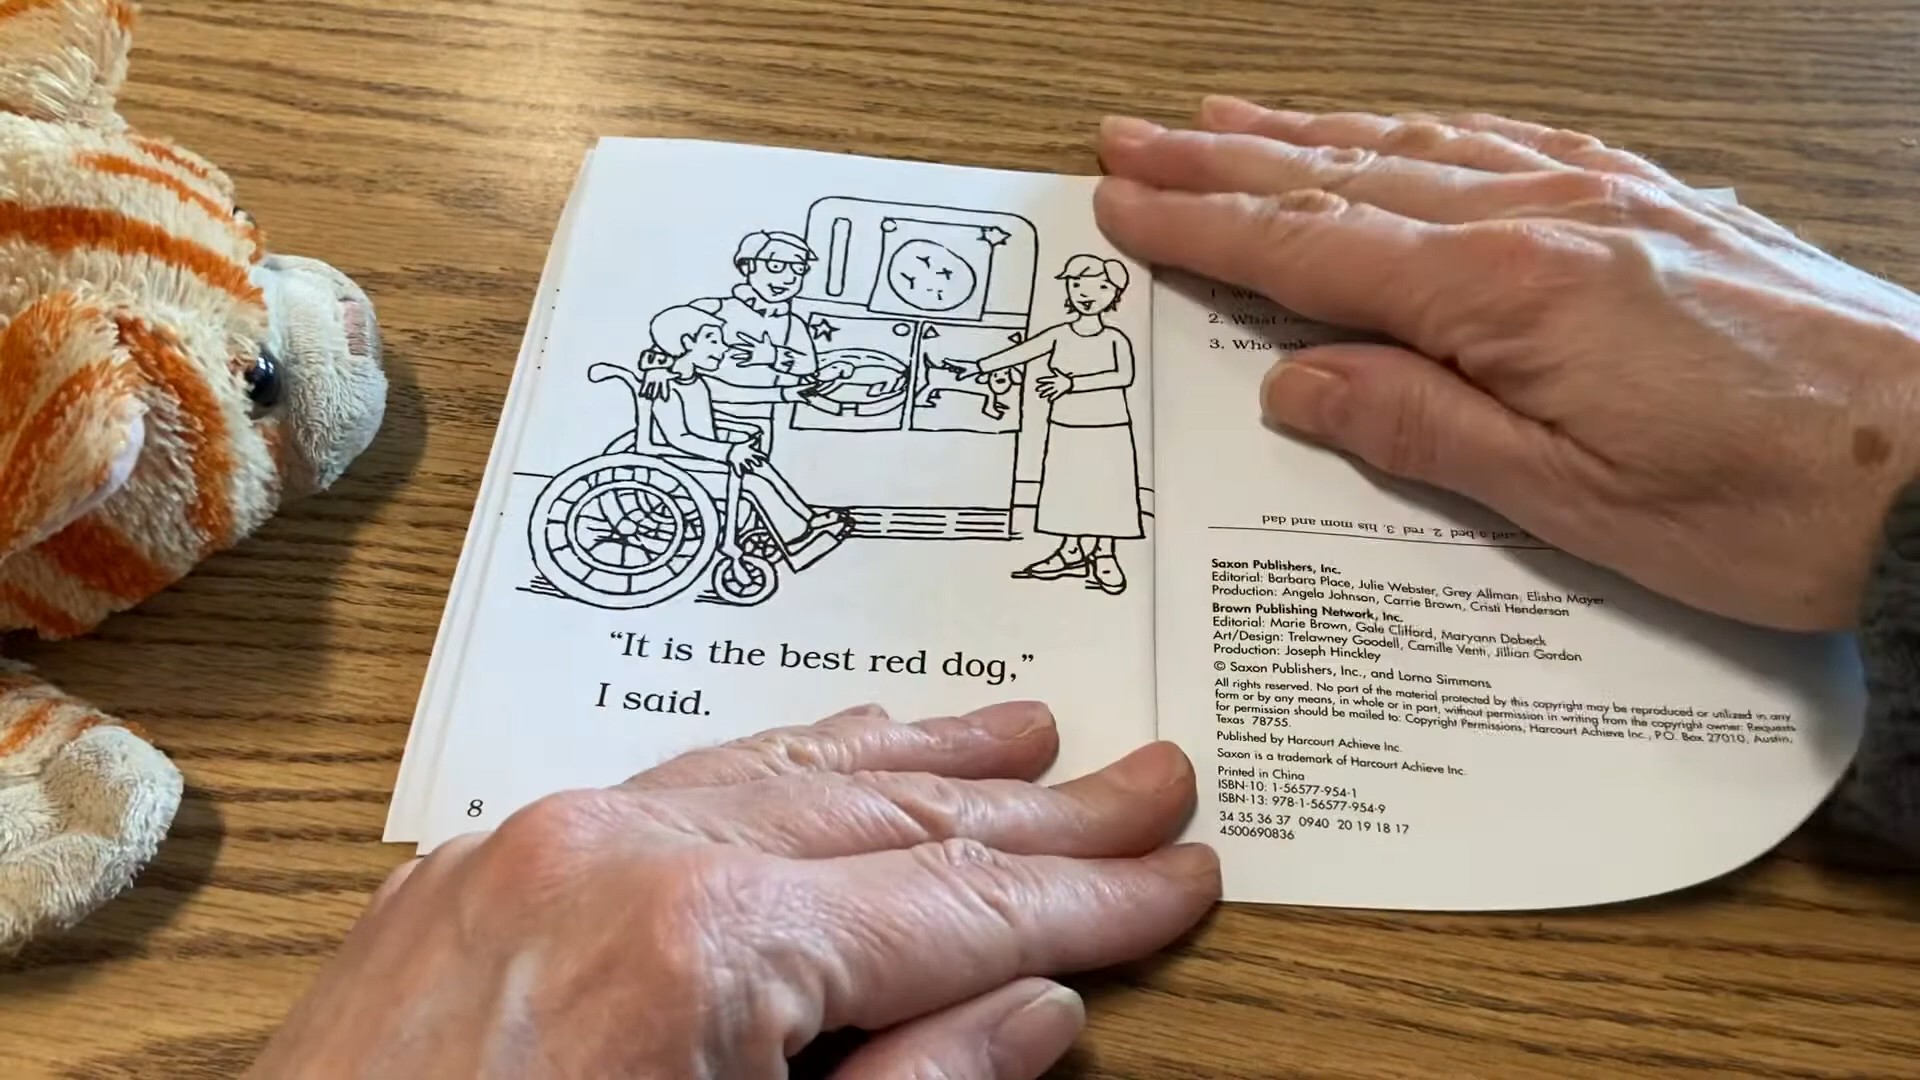 “It is the best red dog,”
I said.
8
1.
2. What
3. Who ask
and a bed 2. red 3. his mom and dad
Saxon Publishers, Inc.
Editorial: Barbara Place, Julie Webster, Grey Allman, Elisha Mayer
Production: Angela Johnson, Carrie Brown, Cristi Henderson
Brown Publishing Network, Inc.
Editorial: Marie Brown, Gale Clifford, Maryann Dobeck
Art/Design: Trelawney Goodell, Camille Venti, Jillian Gordon
Production: Joseph Hinckley
© Saxon Publishers, Inc., and Lorna Simmons
All rights reserved. No part of the material protected by this copyright may be reproduced or utilized in any
form or by any means, in whole or in part, without permission in writing from the copyright owner. Requests
for permission should be mailed to: Copyright Permissions, Harcourt Achieve Inc., P.O. Box 27010, Austin,
Texas 78755.
Published by Harcourt Achieve Inc.
Saxon is a trademark of Harcourt Achieve Inc.
Printed in China
ISBN-10: 1-56577-954-1
ISBN-13: 978-1-56577-954-9
34 35 36 37 0940 20 19 18 17
4500690836